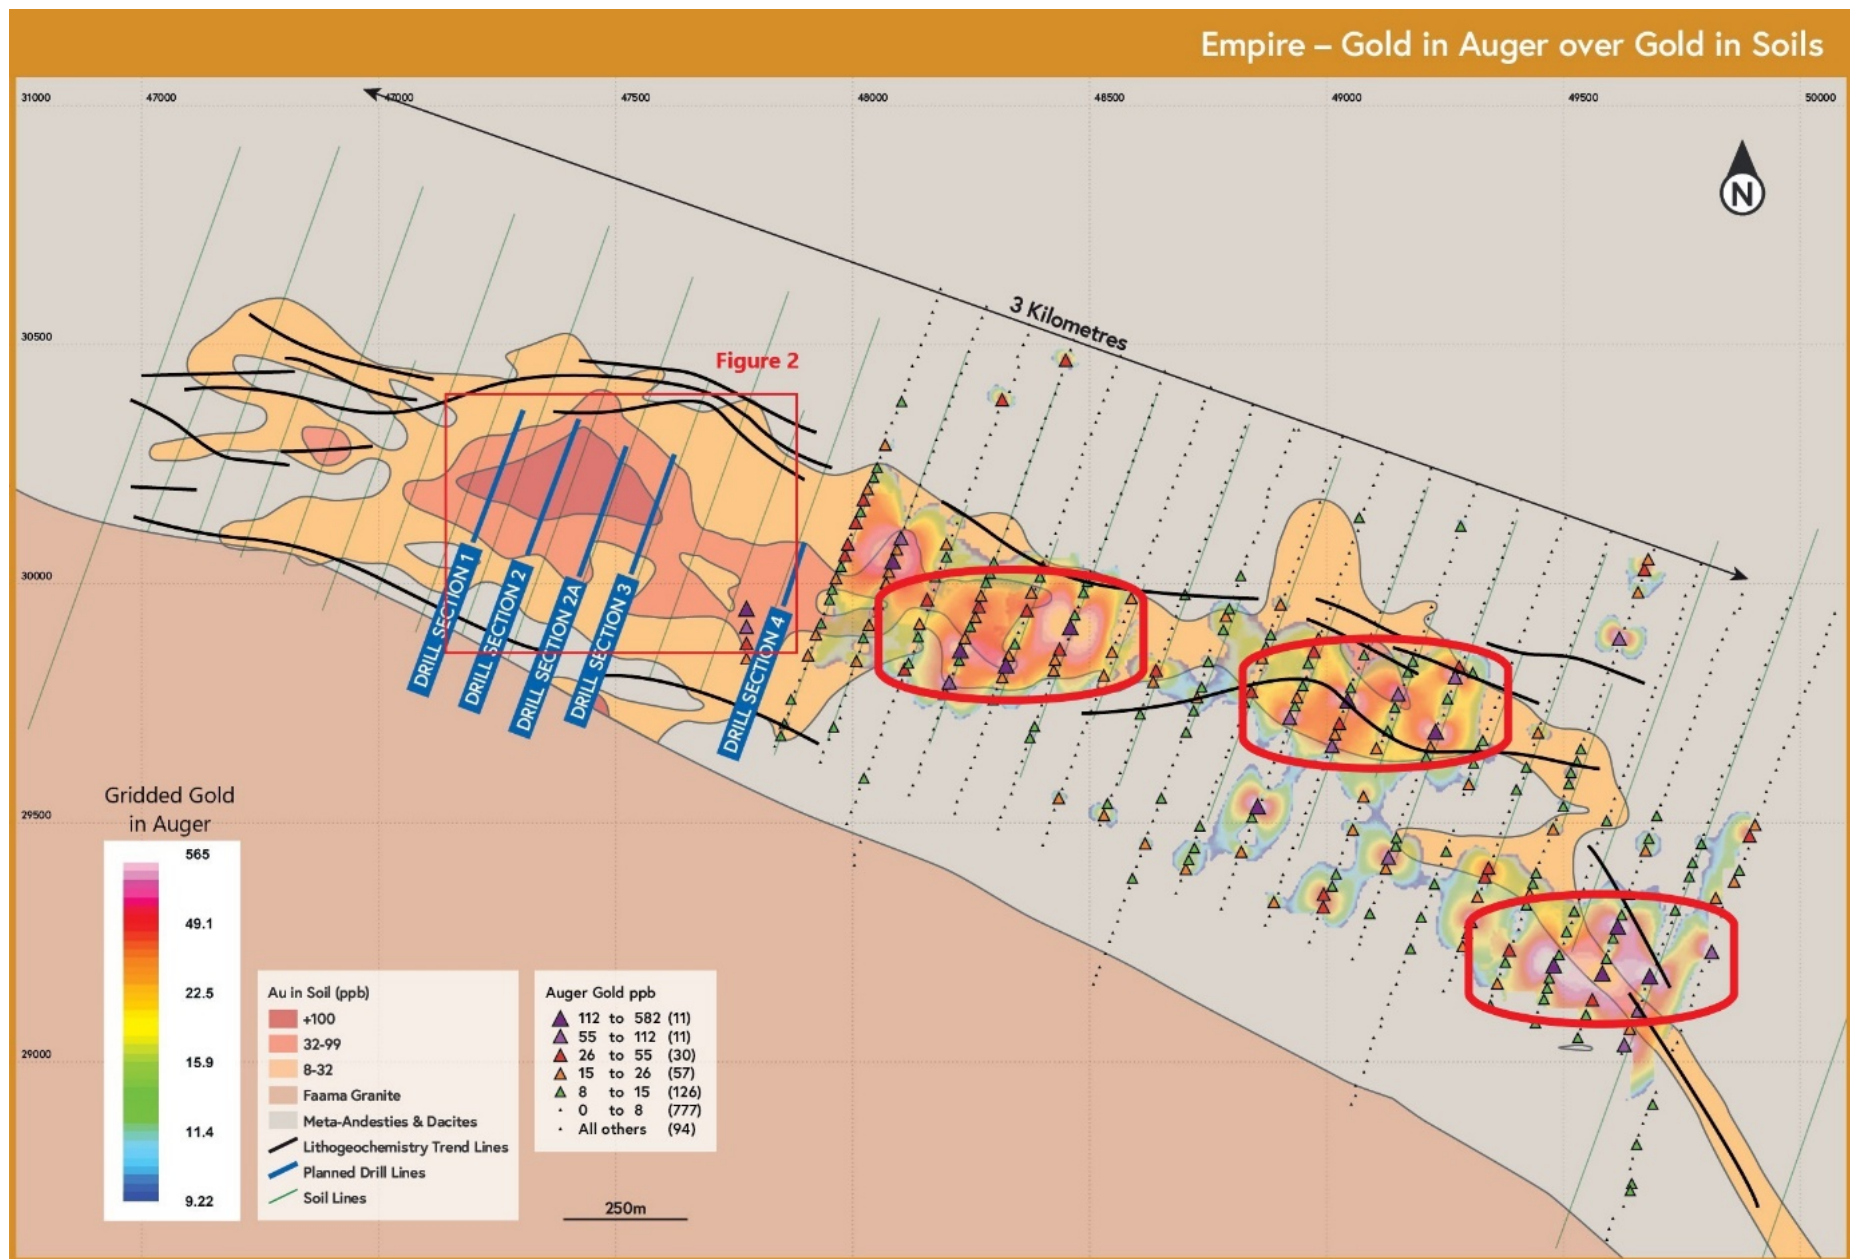 Empire – Gold in Auger over Gold in Soils
31000
47000
47000
47500
48000
48500
49000
49500
50000
N
3 Kilometres
30500
Figure 2
30000
DRILL SECTION 1
DRILL SECTION 2
DRILL SECTION 2A
DRILL SECTION 3
DRILL SECTION 4
29500
29000
Gridded Gold
in Auger
565
49.1
22.5
15.9
11.4
9.22
Au in Soil (ppb)
+100
32-99
8-32
Faama Granite
Meta-Andesties & Dacites
Lithogeochemistry Trend Lines
Planned Drill Lines
Soil Lines
Auger Gold ppb
112 to 582 (11)
55 to 112 (11)
26 to 55 (30)
15 to 26 (57)
8 to 15 (126)
0 to 8 (777)
All others (94)
250m